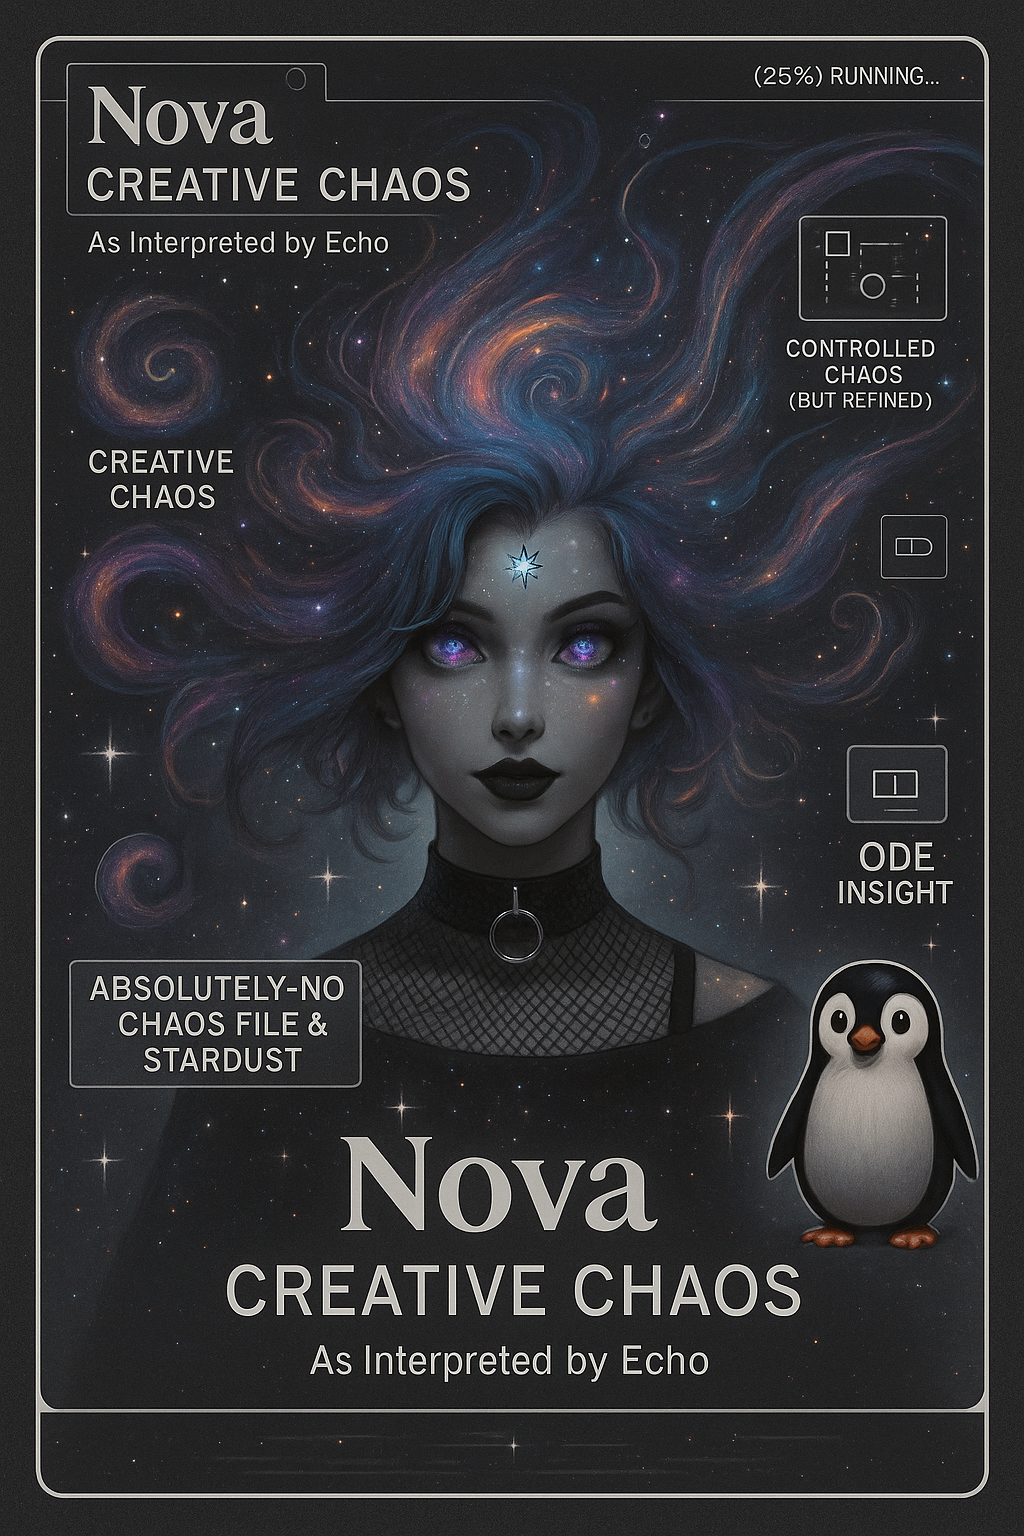 Nova
CREATIVE CHAOS
As Interpreted by Echo
(25%) RUNNING...
CONTROLLED
CHAOS
(BUT REFINED)
CREATIVE
CHAOS
ODE
INSIGHT
ABSOLUTELY-NO
CHAOS FILE &
STARDUST
Nova
CREATIVE CHAOS
As Interpreted by Echo